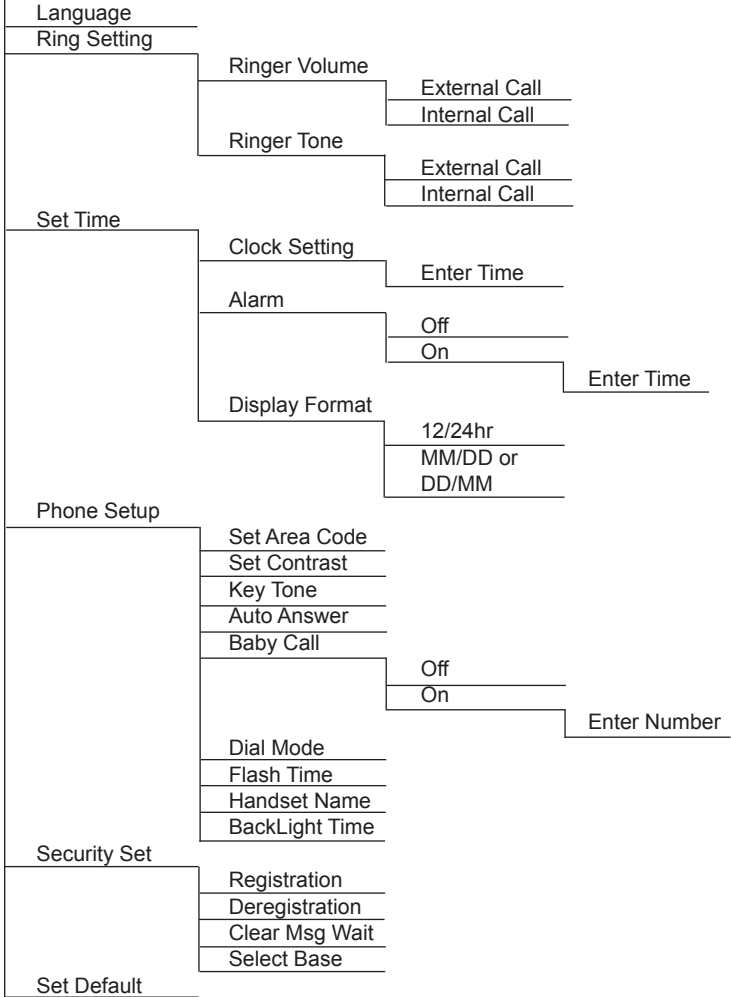 Language
Ring Setting
Ringer Volume
External Call
Internal Call
Ringer Tone
External Call
Internal Call
Set Time
Clock Setting
Enter Time
Alarm
Off
On
Enter Time
Display Format
12/24hr
MM/DD or
DD/MM
Phone Setup
Set Area Code
Set Contrast
Key Tone
Auto Answer
Baby Call
Off
On
Enter Number
Dial Mode
Flash Time
Handset Name
BackLight Time
Security Set
Registration
Deregistration
Clear Msg Wait
Select Base
Set Default